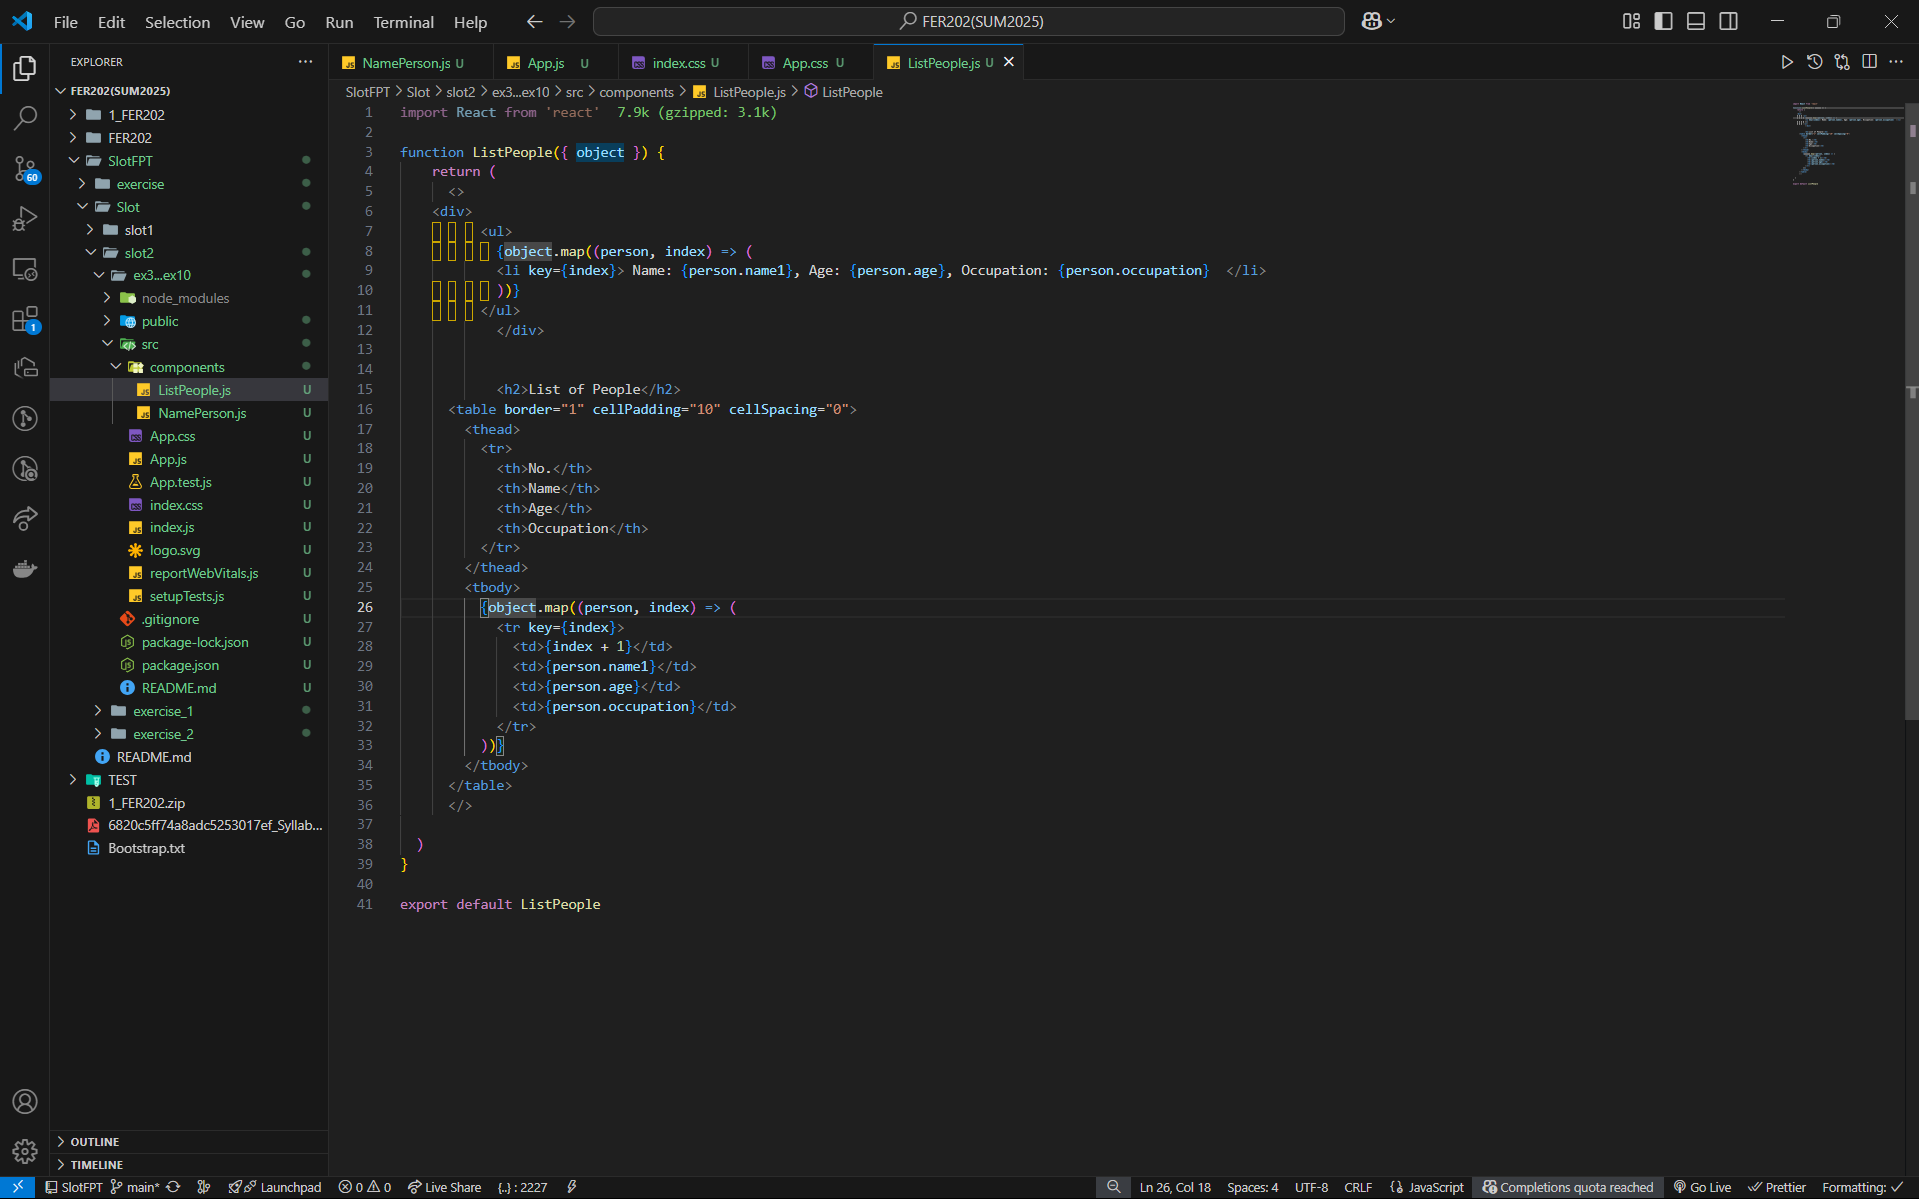 File Edit Selection View Go Run Terminal Help
FER202(SUM2025)
EXPLORER
FER202(SUM2025)
1_FER202
FER202
SlotFPT
exercise
Slot
slot1
slot2
ex3...ex10
node_modules
public
src
components
ListPeople.js U
NamePerson.js U
App.css U
App.js U
App.test.js U
index.css U
index.js U
logo.svg U
reportWebVitals.js U
setupTests.js U
.gitignore U
package-lock.json U
package.json U
README.md U
exercise_1
exercise_2
README.md
TEST
1_FER202.zip
6820c5ff74a8adc5253017ef_Syllab...
Bootstrap.txt
OUTLINE
TIMELINE
60
1
NamePerson.js U App.js U index.css U App.css U ListPeople.js U
SlotFPT > Slot > slot2 > ex3...ex10 > src > components > ListPeople.js > ListPeople
1 import React from 'react' 7.9k (gzipped: 3.1k)
2
3 function ListPeople({ object }) {
4 return (
5 <>
6 <div>
7 <ul>
8 {object.map((person, index) => (
9 <li key={index}> Name: {person.name1}, Age: {person.age}, Occupation: {person.occupation} </li>
10 ))}
11 </ul>
12 </div>
13
14
15 <h2>List of People</h2>
16 <table border="1" cellPadding="10" cellSpacing="0">
17 <thead>
18 <tr>
19 <th>No.</th>
20 <th>Name</th>
21 <th>Age</th>
22 <th>Occupation</th>
23 </tr>
24 </thead>
25 <tbody>
26 {object.map((person, index) => (
27 <tr key={index}>
28 <td>{index + 1}</td>
29 <td>{person.name1}</td>
30 <td>{person.age}</td>
31 <td>{person.occupation}</td>
32 </tr>
33 ))}
34 </tbody>
35 </table>
36 </>
37
38 )
39 }
40
41 export default ListPeople
SlotFPT main* Launchpad 0 0 Live Share {..} : 2227 Ln 26, Col 18 Spaces: 4 UTF-8 CRLF {} JavaScript Completions quota reached Go Live Prettier Formatting: ✓